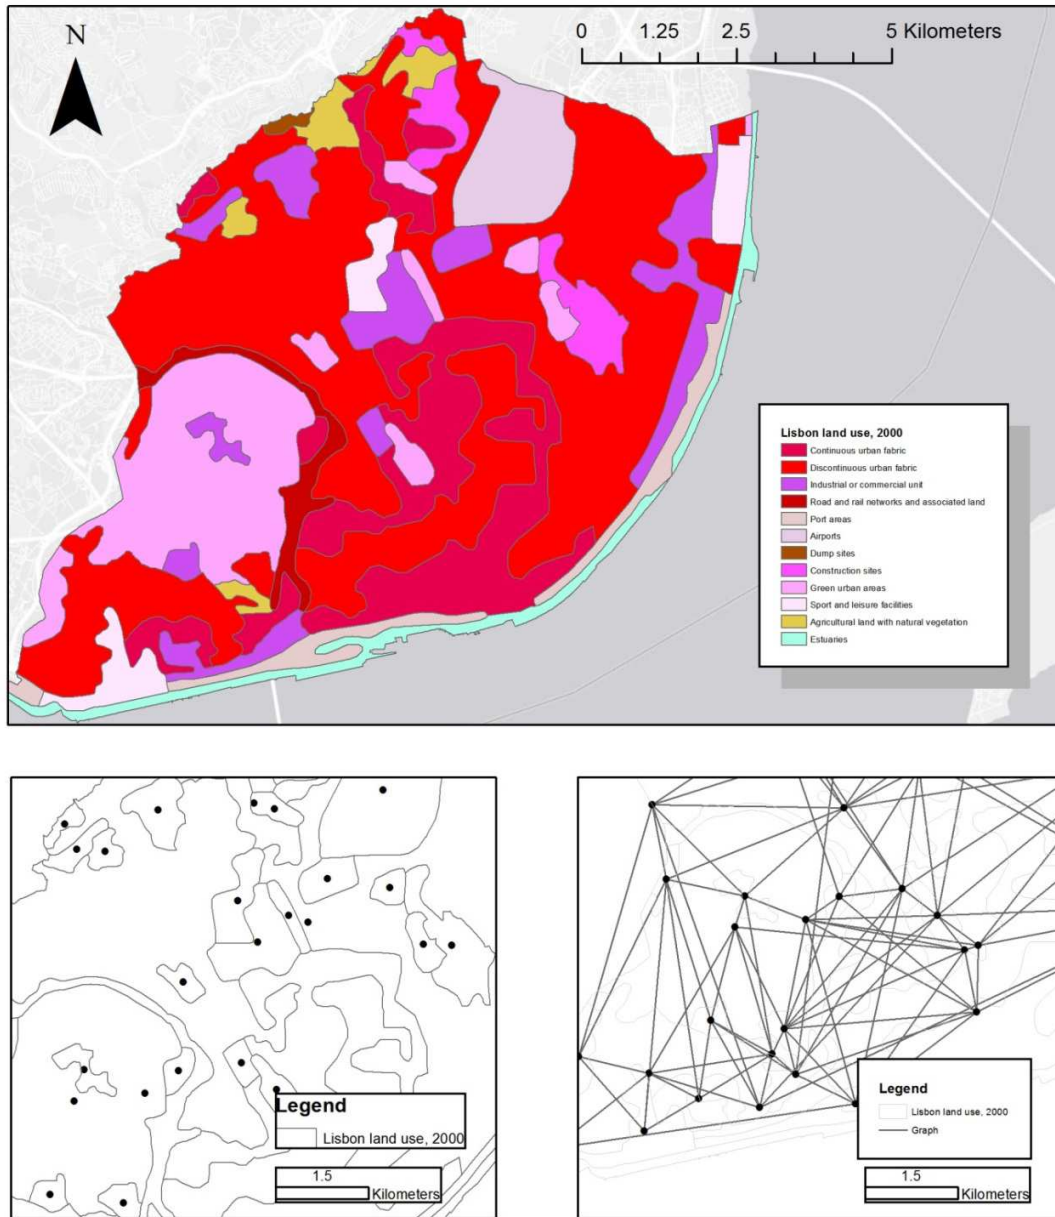 N
0 1.25 2.5 5 Kilometers
Lisbon land use, 2000
Continuous urban fabric
Discontinuous urban fabric
Industrial or commercial unit
Road and rail networks and associated land
Port areas
Airports
Dump sites
Construction sites
Green urban areas
Sport and leisure facilities
Agricultural land with natural vegetation
Estuaries
Legend
Lisbon land use, 2000
1.5
Kilometers
Legend
Lisbon land use, 2000
Graph
1.5
Kilometers